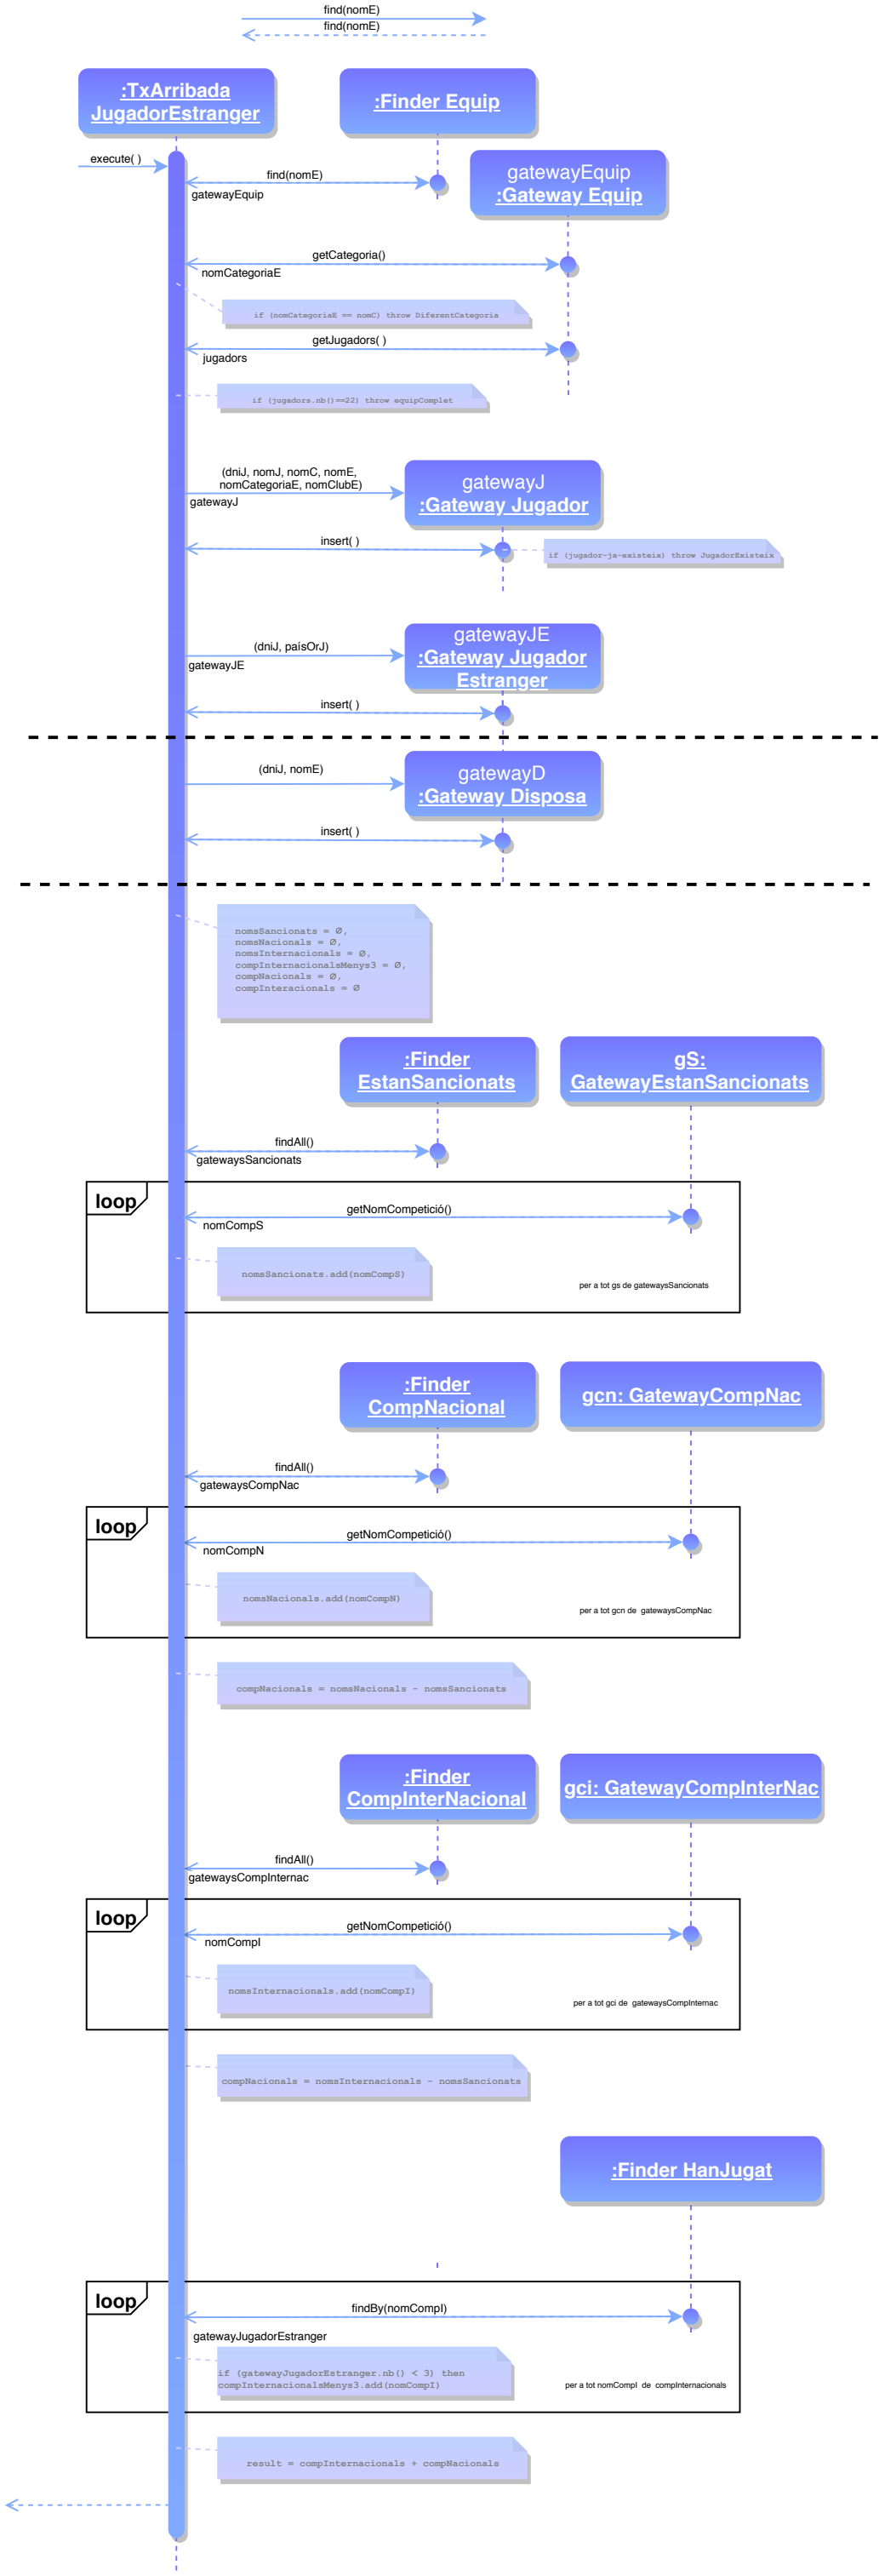 find(nomE)
find(nomE)
:TxArribada
JugadorEstranger
:Finder Equip
execute( )
find(nomE)
gatewayEquip
gatewayEquip
:Gateway Equip
getCategoria()
nomCategoriaE
if (nomCategoriaE == nomC) throw DiferentCategoria
getJugadors( )
jugadors
if (jugadors.nb()==22) throw equipComplet
(dniJ, nomJ, nomC, nomE,
nomCategoriaE, nomClubE)
gatewayJ
gatewayJ
:Gateway Jugador
insert( )
if (jugador-ja-existeix) throw JugadorExisteix
(dniJ, païsOrJ)
gatewayJE
gatewayJE
:Gateway Jugador
Estranger
insert( )
(dniJ, nomE)
gatewayD
:Gateway Disposa
insert( )
nomsSancionats = Ø,
nomsNacionals = Ø,
nomsInternacionals = Ø,
compInternacionalsMenys3 = Ø,
compNacionals = Ø,
compInteracionals = Ø
:Finder
EstanSancionats
gS:
GatewayEstanSancionats
findAll()
gatewaysSancionats
loop
getNomCompetició()
nomCompS
nomsSancionats.add(nomCompS)
per a tot gs de gatewaysSancionats
:Finder
CompNacional
gcn: GatewayCompNac
findAll()
gatewaysCompNac
loop
getNomCompetició()
nomCompN
nomsNacionals.add(nomCompN)
per a tot gcn de gatewaysCompNac
compNacionals = nomsNacionals - nomsSancionats
:Finder
CompInterNacional
gci: GatewayCompInterNac
findAll()
gatewaysCompInternac
loop
getNomCompetició()
nomCompI
nomsInternacionals.add(nomCompI)
per a tot gci de gatewaysCompInternac
compNacionals = nomsInternacionals - nomsSancionats
:Finder HanJugat
loop
findBy(nomCompI)
gatewayJugadorEstranger
if (gatewayJugadorEstranger.nb() < 3) then
compInternacionalsMenys3.add(nomCompI)
per a tot nomCompI de compInternacionals
result = compInternacionals + compNacionals